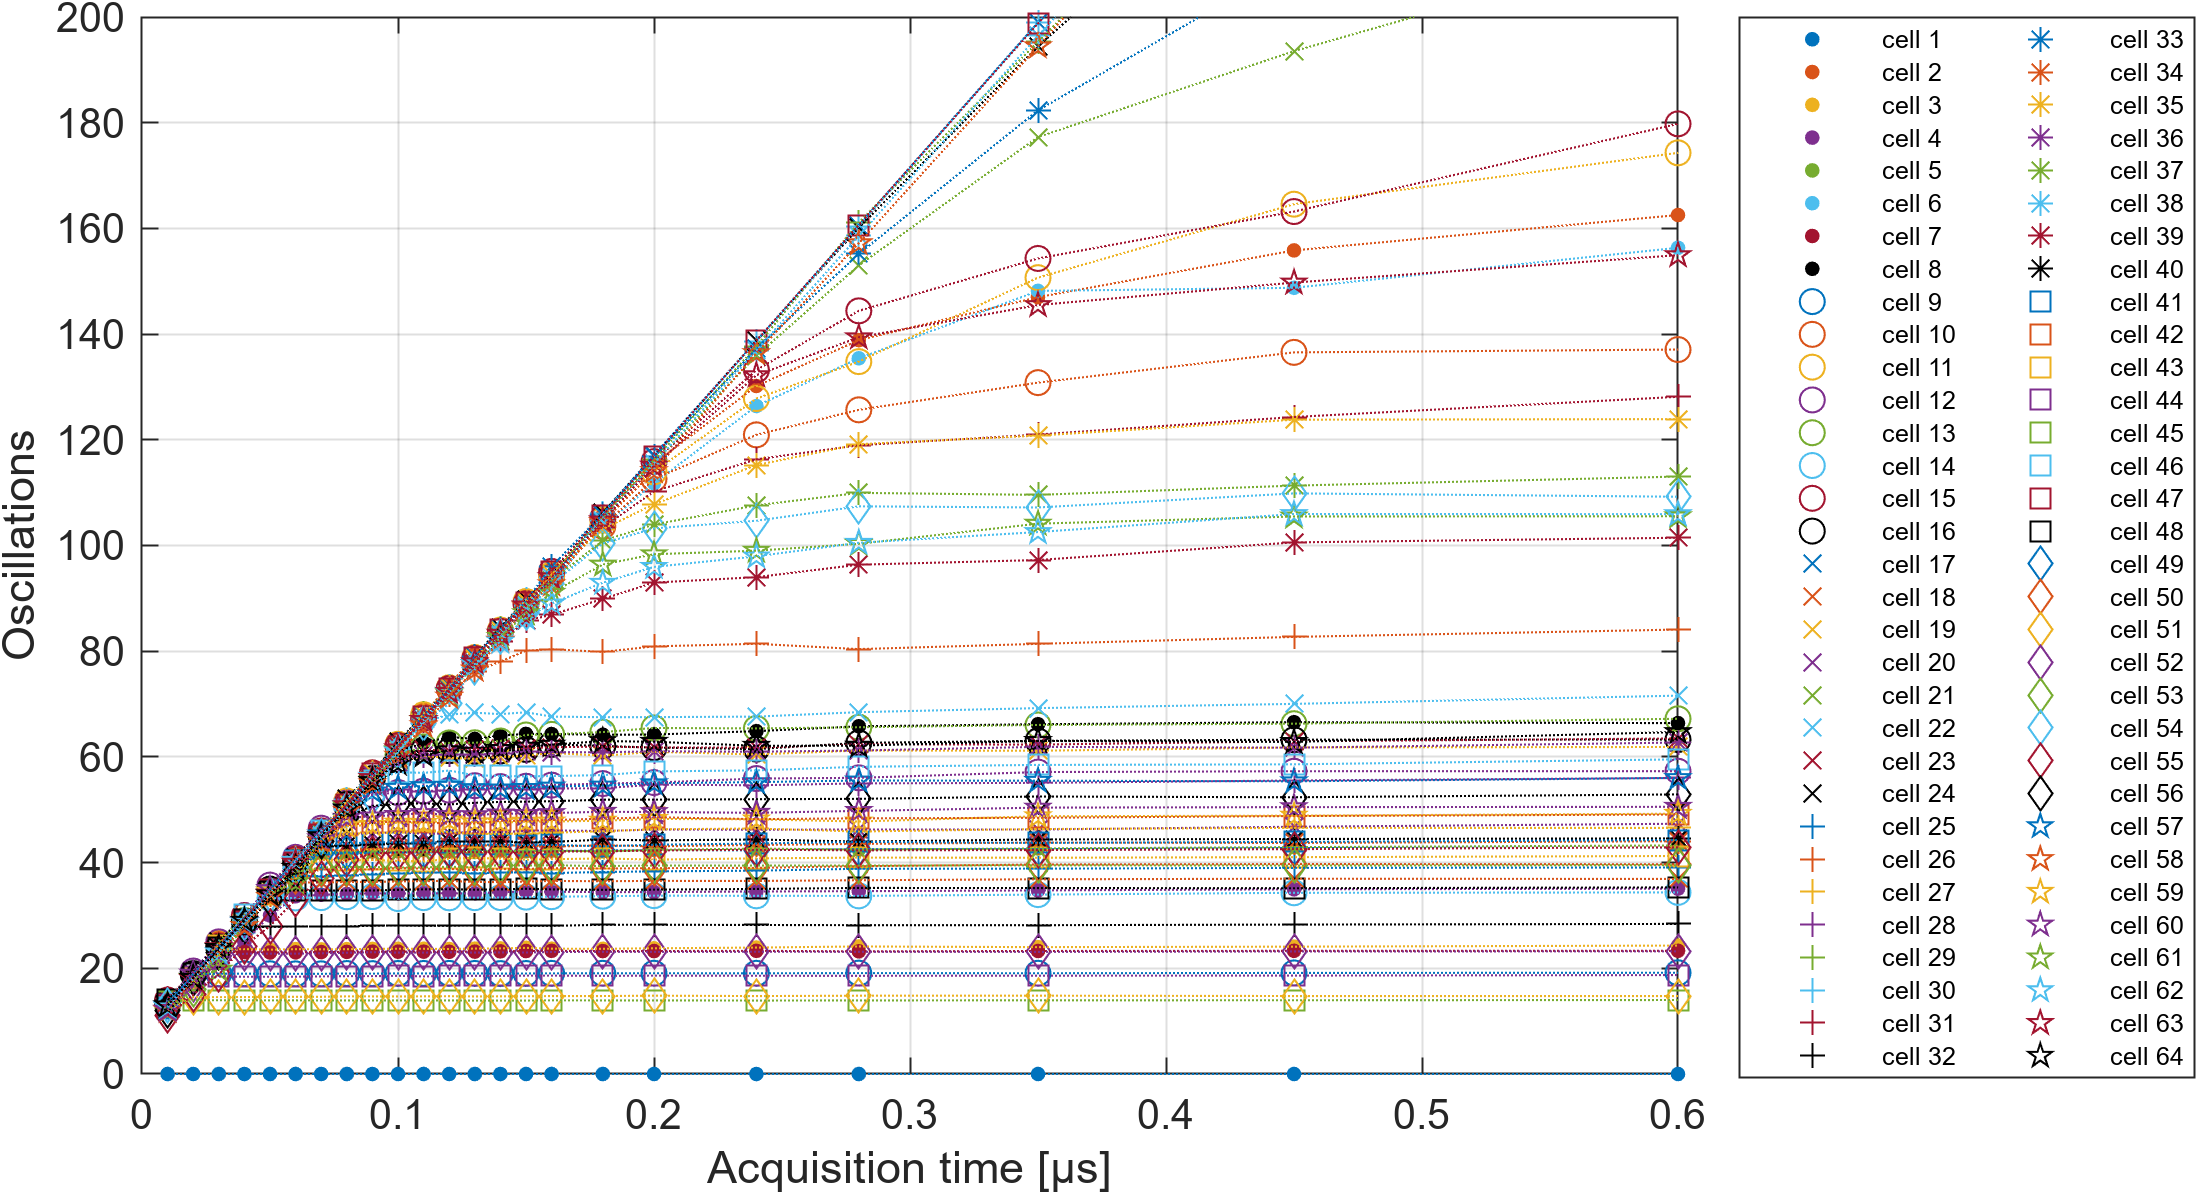 200
180
160
140
120
100
80
60
40
20
0
0
0.1
0.2
0.3
0.4
0.5
0.6
Oscillations
Acquisition time [µs]
cell 1
cell 2
cell 3
cell 4
cell 5
cell 6
cell 7
cell 8
cell 9
cell 10
cell 11
cell 12
cell 13
cell 14
cell 15
cell 16
cell 17
cell 18
cell 19
cell 20
cell 21
cell 22
cell 23
cell 24
cell 25
cell 26
cell 27
cell 28
cell 29
cell 30
cell 31
cell 32
cell 33
cell 34
cell 35
cell 36
cell 37
cell 38
cell 39
cell 40
cell 41
cell 42
cell 43
cell 44
cell 45
cell 46
cell 47
cell 48
cell 49
cell 50
cell 51
cell 52
cell 53
cell 54
cell 55
cell 56
cell 57
cell 58
cell 59
cell 60
cell 61
cell 62
cell 63
cell 64